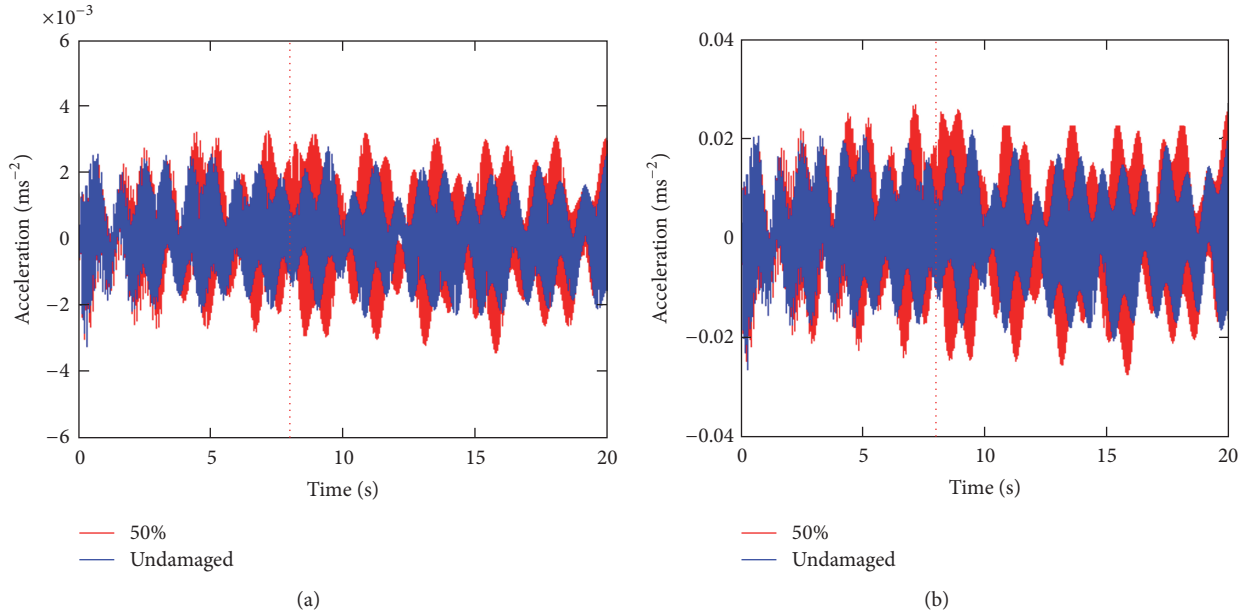 ×10⁻³
6
4
2
0
−2
−4
−6
Acceleration (ms⁻²)
0 5 10 15 20
Time (s)
50%
Undamaged
(a)
0.04
0.02
0
−0.02
−0.04
Acceleration (ms⁻²)
0 5 10 15 20
Time (s)
50%
Undamaged
(b)